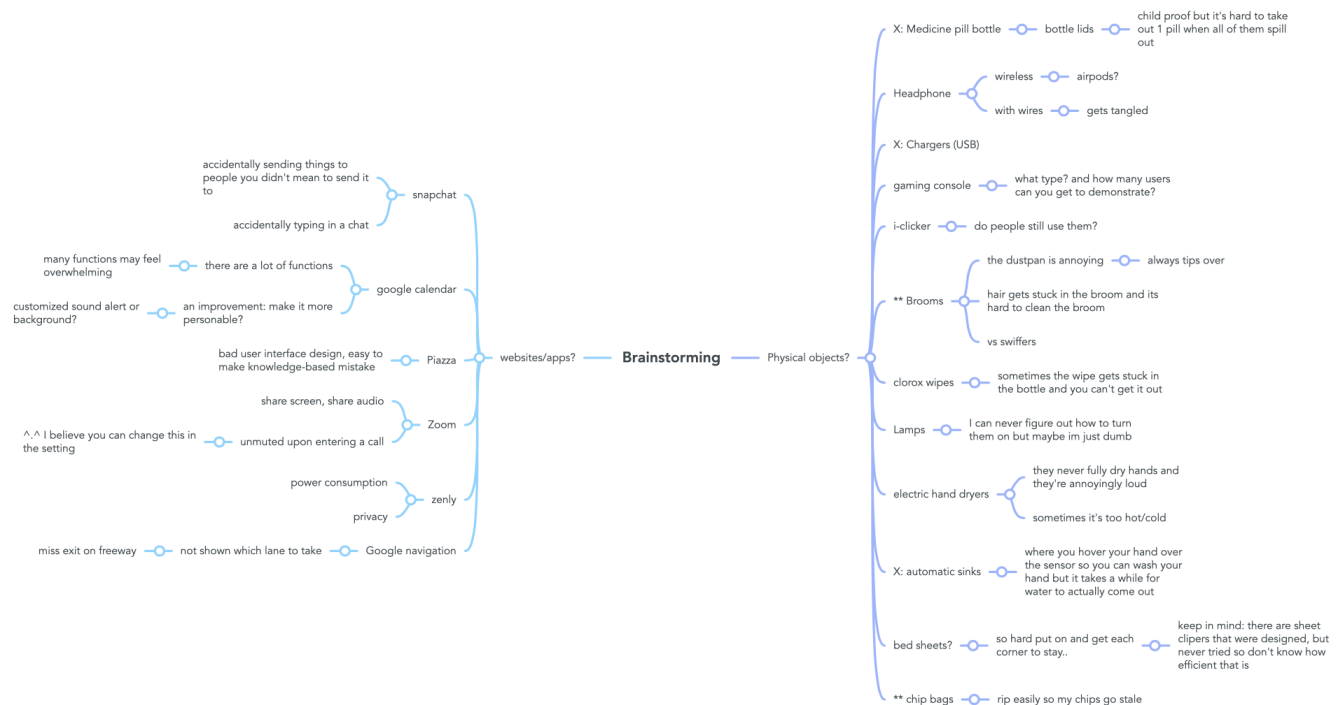 Brainstorming
websites/apps?
snapchat
accidentally sending things to
people you didn't mean to send it
to
accidentally typing in a chat
google calendar
there are a lot of functions
many functions may feel
overwhelming
an improvement: make it more
personable?
customized sound alert or
background?
Piazza
bad user interface design, easy to
make knowledge-based mistake
Zoom
share screen, share audio
unmuted upon entering a call
^.^ I believe you can change this in
the setting
zenly
power consumption
privacy
Google navigation
not shown which lane to take
miss exit on freeway
Physical objects?
X: Medicine pill bottle
bottle lids
child proof but it's hard to take
out 1 pill when all of them spill
out
Headphone
wireless
airpods?
with wires
gets tangled
X: Chargers (USB)
gaming console
what type? and how many users
can you get to demonstrate?
i-clicker
do people still use them?
** Brooms
the dustpan is annoying
always tips over
hair gets stuck in the broom and its
hard to clean the broom
vs swiffers
clorox wipes
sometimes the wipe gets stuck in
the bottle and you can't get it out
Lamps
I can never figure out how to turn
them on but maybe im just dumb
electric hand dryers
they never fully dry hands and
they're annoyingly loud
sometimes it's too hot/cold
X: automatic sinks
where you hover your hand over
the sensor so you can wash your
hand but it takes a while for
water to actually come out
bed sheets?
so hard put on and get each
corner to stay..
keep in mind: there are sheet
clipers that were designed, but
never tried so don't know how
efficient that is
** chip bags
rip easily so my chips go stale